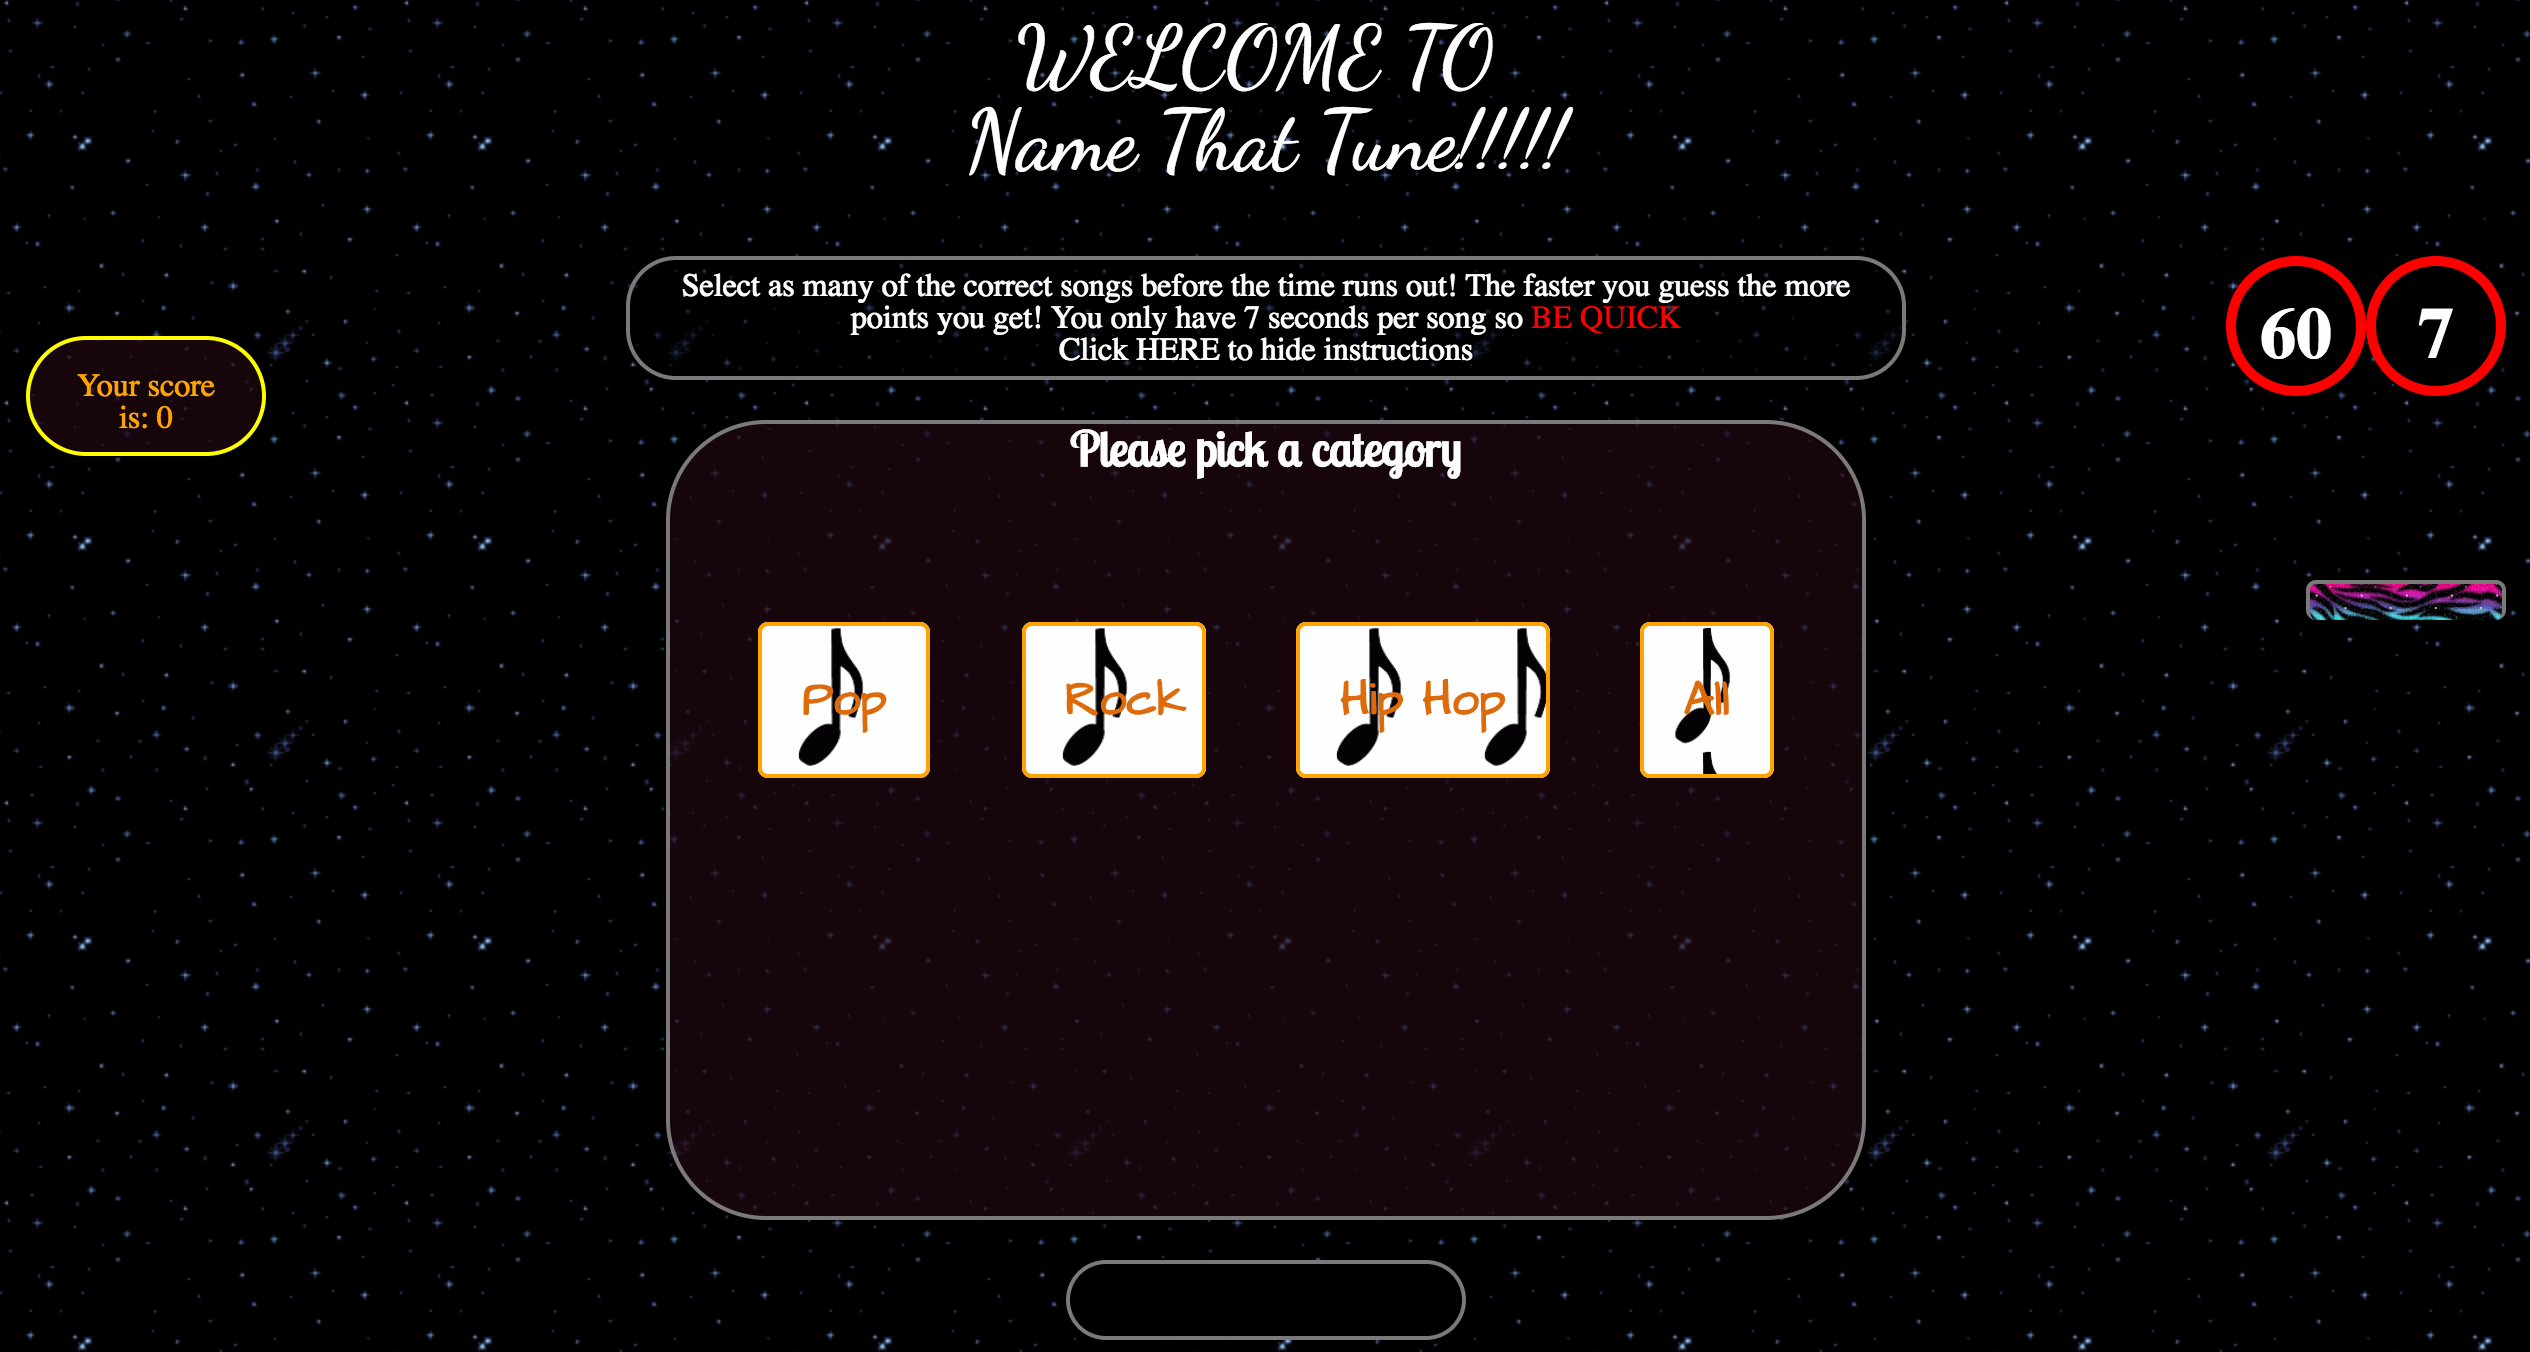 WELCOME TO
Name That Tune!!!!!
Select as many of the correct songs before the time runs out! The faster you guess the more
points you get! You only have 7 seconds per song so BE QUICK
Click HERE to hide instructions
60
7
Your score
is: 0
Please pick a category
Pop
Rock
Hip Hop
All